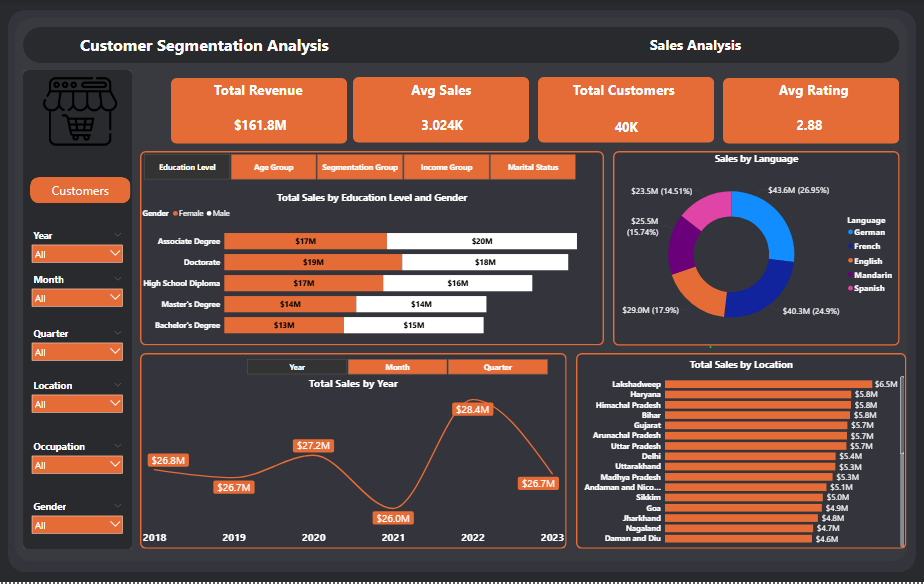 Customer Segmentation Analysis
Sales Analysis
Total Revenue
$161.8M
Avg Sales
3.024K
Total Customers
40K
Avg Rating
2.88
Customers
Year
All
Month
All
Quarter
All
Location
All
Occupation
All
Gender
All
Education Level
Age Group
Segmentation Group
Income Group
Marital Status
Total Sales by Education Level and Gender
Gender Female Male
Associate Degree $17M $20M
Doctorate $19M $18M
High School Diploma $17M $16M
Master's Degree $14M $14M
Bachelor's Degree $13M $15M
Sales by Language
$23.5M (14.51%)
$43.6M (26.95%)
$25.5M
(15.74%)
$29.0M (17.9%)
$40.3M (24.9%)
Language
German
French
English
Mandarin
Spanish
Year
Month
Quarter
Total Sales by Year
$26.8M
$26.7M
$27.2M
$26.0M
$28.4M
$26.7M
2018 2019 2020 2021 2022 2023
Total Sales by Location
Lakshadweep $6.5M
Haryana $5.8M
Himachal Pradesh $5.8M
Bihar $5.8M
Gujarat $5.7M
Arunachal Pradesh $5.7M
Uttar Pradesh $5.7M
Delhi $5.4M
Uttarakhand $5.3M
Madhya Pradesh $5.3M
Andaman and Nico... $5.1M
Sikkim $5.0M
Goa $4.9M
Jharkhand $4.8M
Nagaland $4.7M
Daman and Diu $4.6M